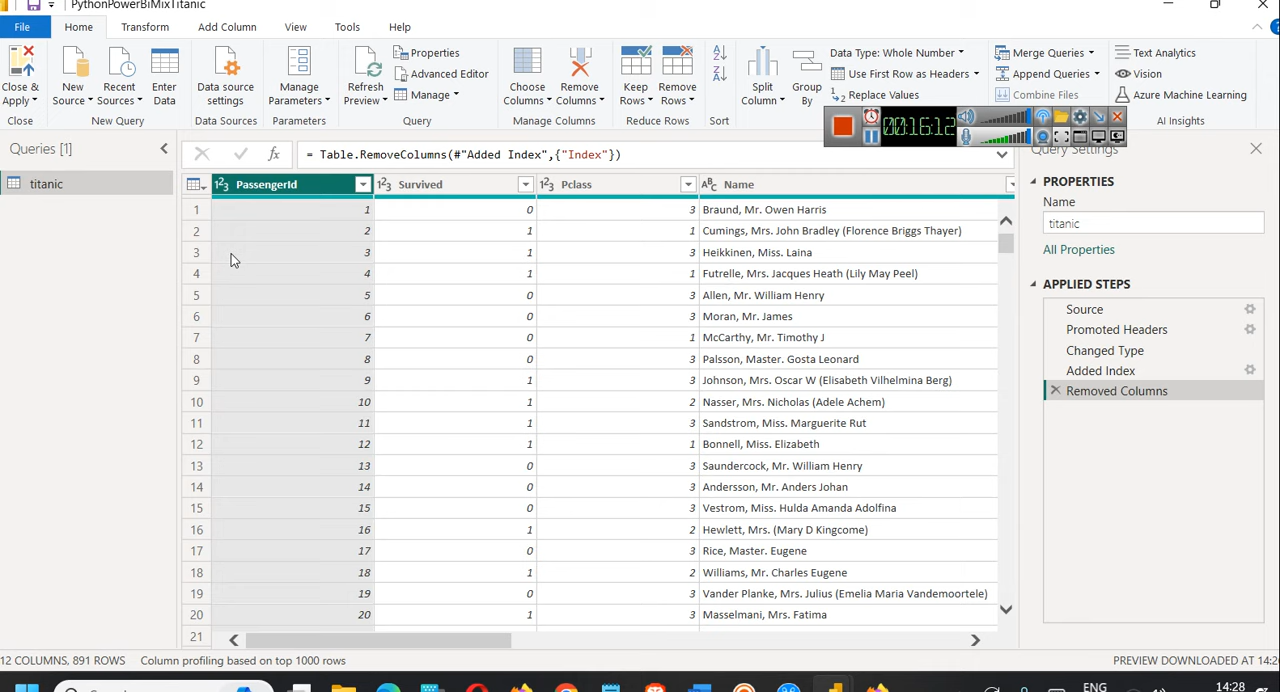 PythonPowerBiMixTitanic
File Home Transform Add Column View Tools Help
Close & Apply
New Source
Recent Sources
Enter Data
Data source settings
Manage Parameters
Refresh Preview
Properties
Advanced Editor
Manage
Choose Columns
Remove Columns
Keep Rows
Remove Rows
Split Column
Group By
Data Type: Whole Number
Use First Row as Headers
Replace Values
Merge Queries
Append Queries
Combine Files
Text Analytics
Vision
Azure Machine Learning
Close New Query Data Sources Parameters Query Manage Columns Reduce Rows Sort AI Insights
00:16:12
Queries [1]
titanic
fx = Table.RemoveColumns(#"Added Index",{"Index"})
PassengerId Survived Pclass Name
1 1 0 3 Braund, Mr. Owen Harris
2 2 1 1 Cumings, Mrs. John Bradley (Florence Briggs Thayer)
3 3 1 3 Heikkinen, Miss. Laina
4 4 1 1 Futrelle, Mrs. Jacques Heath (Lily May Peel)
5 5 0 3 Allen, Mr. William Henry
6 6 0 3 Moran, Mr. James
7 7 0 1 McCarthy, Mr. Timothy J
8 8 0 3 Palsson, Master. Gosta Leonard
9 9 1 3 Johnson, Mrs. Oscar W (Elisabeth Vilhelmina Berg)
10 10 1 2 Nasser, Mrs. Nicholas (Adele Achem)
11 11 1 3 Sandstrom, Miss. Marguerite Rut
12 12 1 1 Bonnell, Miss. Elizabeth
13 13 0 3 Saundercock, Mr. William Henry
14 14 0 3 Andersson, Mr. Anders Johan
15 15 0 3 Vestrom, Miss. Hulda Amanda Adolfina
16 16 1 2 Hewlett, Mrs. (Mary D Kingcome)
17 17 0 3 Rice, Master. Eugene
18 18 1 2 Williams, Mr. Charles Eugene
19 19 0 3 Vander Planke, Mrs. Julius (Emelia Maria Vandemoortele)
20 20 1 3 Masselmani, Mrs. Fatima
21
Query Settings
PROPERTIES
Name
titanic
All Properties
APPLIED STEPS
Source
Promoted Headers
Changed Type
Added Index
Removed Columns
12 COLUMNS, 891 ROWS Column profiling based on top 1000 rows PREVIEW DOWNLOADED AT 14:2
ENG
14:28